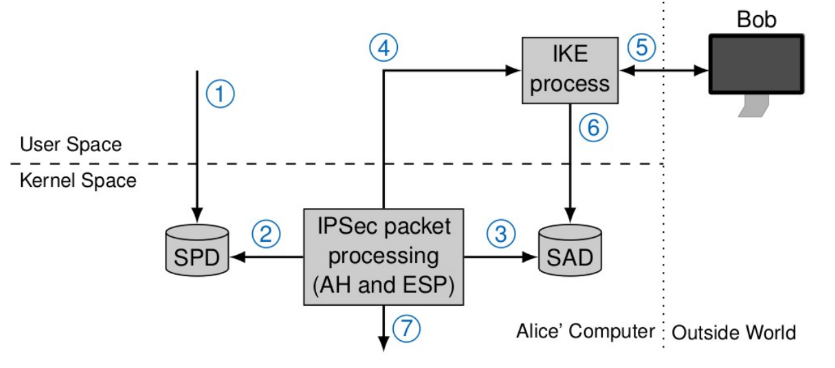 Bob
④
IKE
process
⑤
①
⑥
User Space
Kernel Space
SPD
②
IPSec packet
processing
(AH and ESP)
③
SAD
⑦
Alice' Computer
Outside World